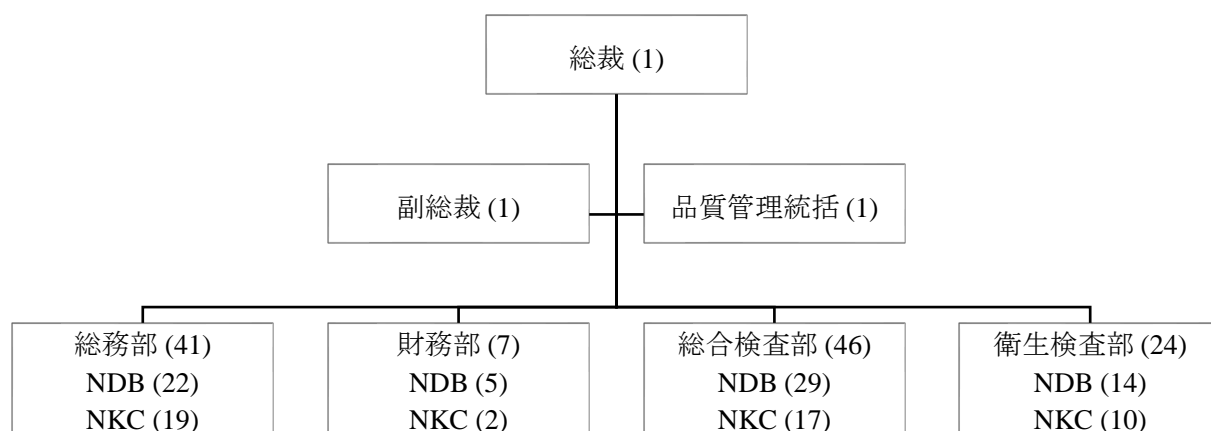 総裁 (1)
副総裁 (1)
品質管理統括 (1)
総務部 (41)
NDB (22)
NKC (19)
財務部 (7)
NDB (5)
NKC (2)
総合検査部 (46)
NDB (29)
NKC (17)
衛生検査部 (24)
NDB (14)
NKC (10)